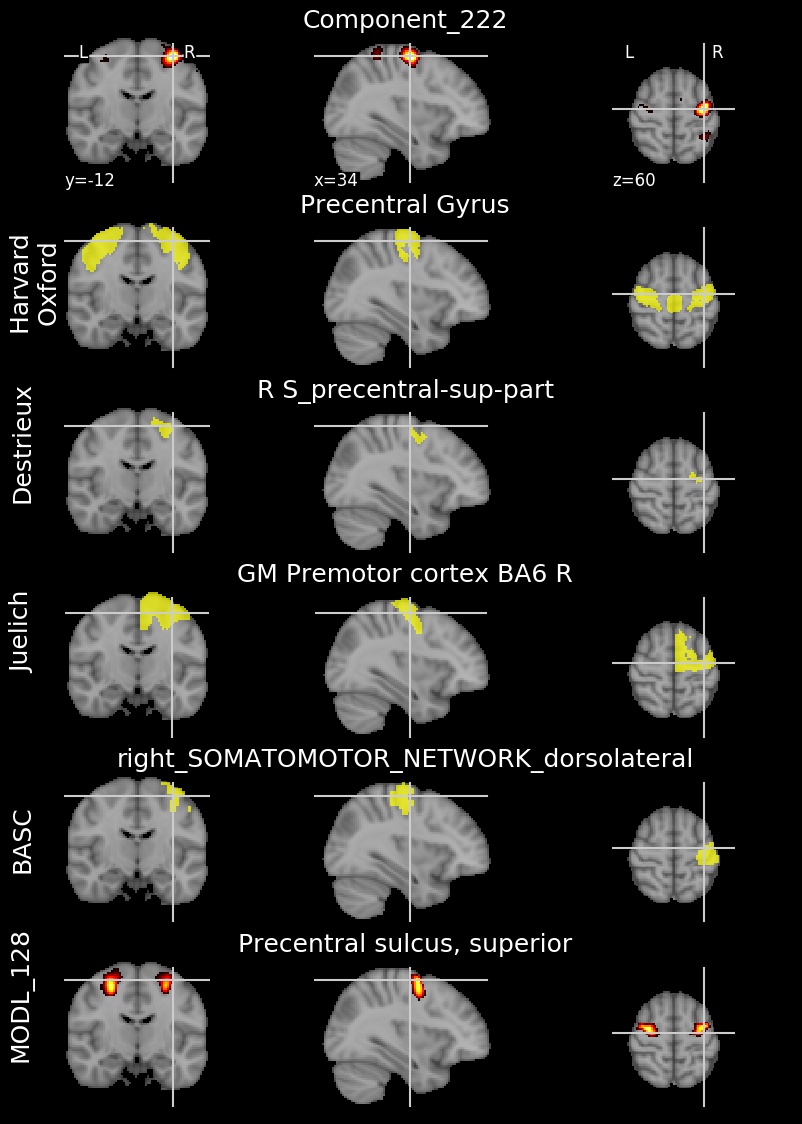 Component_222
L R
L R
y=-12 x=34 z=60
Precentral Gyrus
Harvard
Oxford
R S_precentral-sup-part
Destrieux
GM Premotor cortex BA6 R
Juelich
right_SOMATOMOTOR_NETWORK_dorsolateral
BASC
Precentral sulcus, superior
MODL_128